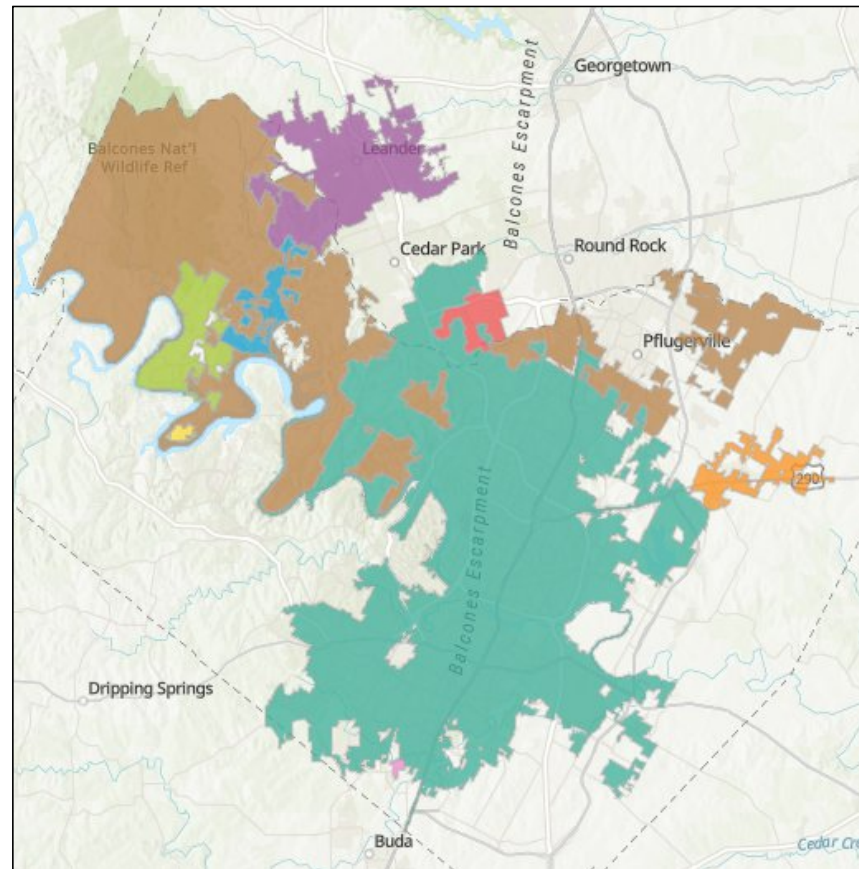 Georgetown
Balcones Escarpment
Balcones Nat'l
Wildlife Ref
Leander
Cedar Park
Round Rock
Pflugerville
290
Balcones Escarpment
Dripping Springs
Buda
Cedar Cre